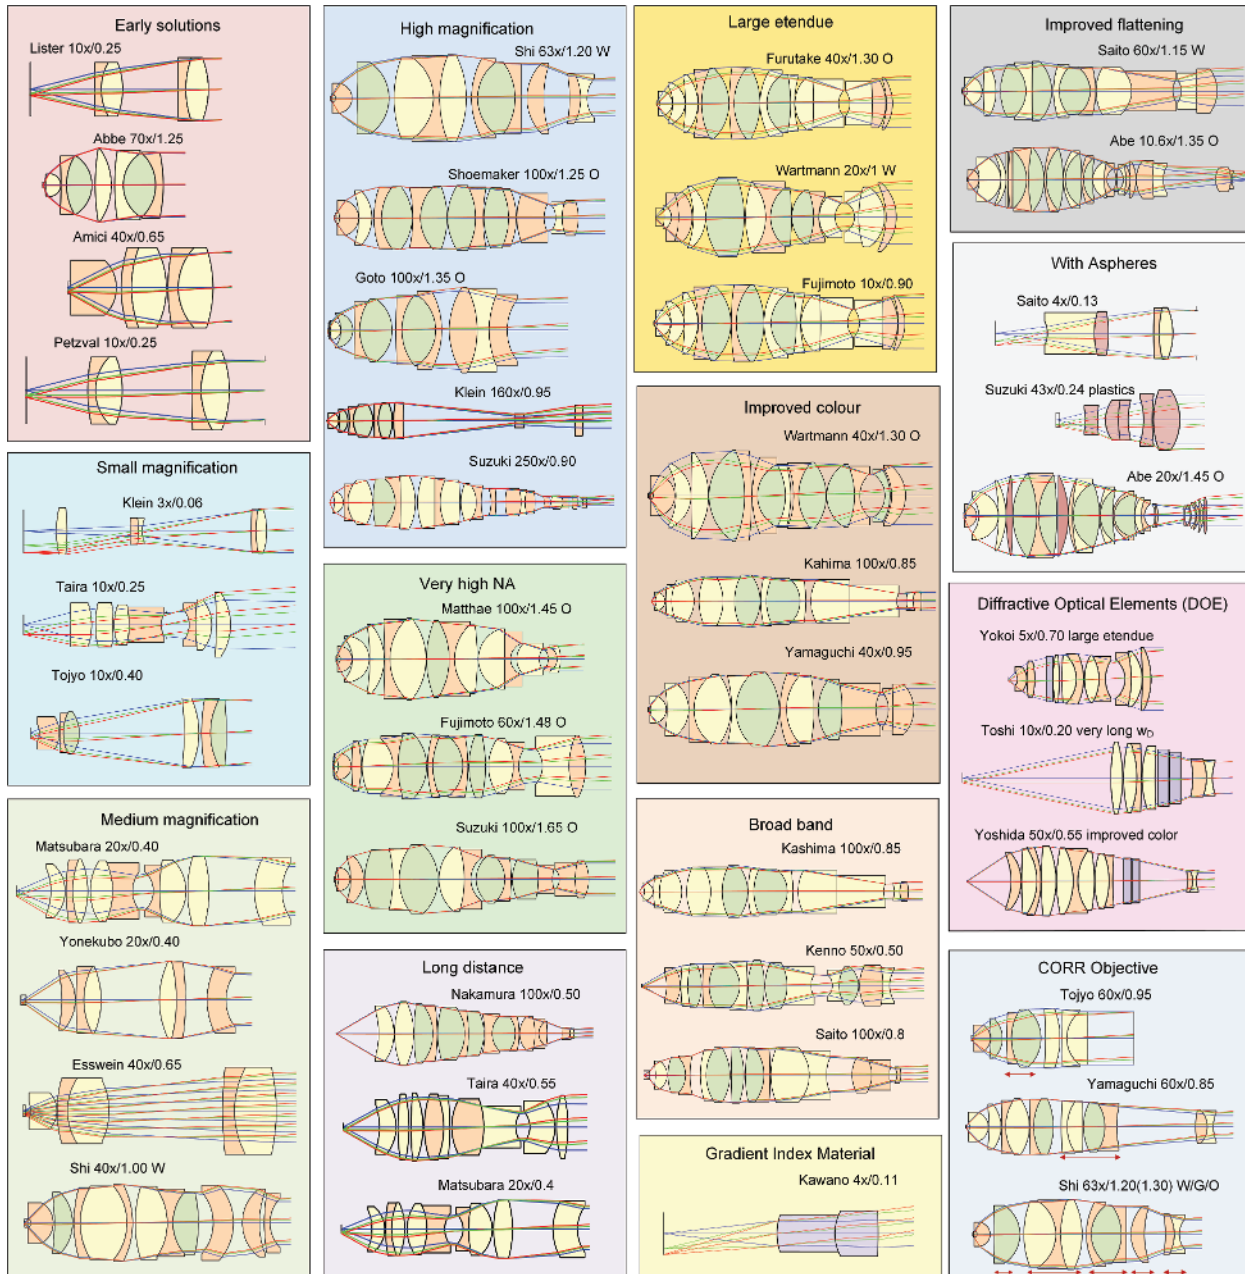 Early solutions
Lister 10x/0.25
Abbe 70x/1.25
Amici 40x/0.65
Petzval 10x/0.25
Small magnification
Klein 3x/0.06
Taira 10x/0.25
Tojyo 10x/0.40
Medium magnification
Matsubara 20x/0.40
Yonekubo 20x/0.40
Esswein 40x/0.65
Shi 40x/1.00 W
High magnification
Shi 63x/1.20 W
Shoemaker 100x/1.25 O
Goto 100x/1.35 O
Klein 160x/0.95
Suzuki 250x/0.90
Very high NA
Matthae 100x/1.45 O
Fujimoto 60x/1.48 O
Suzuki 100x/1.65 O
Long distance
Nakamura 100x/0.50
Taira 40x/0.55
Matsubara 20x/0.4
Large etendue
Furutake 40x/1.30 O
Wartmann 20x/1 W
Fujimoto 10x/0.90
Improved colour
Wartmann 40x/1.30 O
Kahima 100x/0.85
Yamaguchi 40x/0.95
Broad band
Kashima 100x/0.85
Kenno 50x/0.50
Saito 100x/0.8
Gradient Index Material
Kawano 4x/0.11
Improved flattening
Saito 60x/1.15 W
Abe 10.6x/1.35 O
With Aspheres
Saito 4x/0.13
Suzuki 43x/0.24 plastics
Abe 20x/1.45 O
Diffractive Optical Elements (DOE)
Yokoi 5x/0.70 large etendue
Toshi 10x/0.20 very long wD
Yoshida 50x/0.55 improved color
CORR Objective
Tojyo 60x/0.95
Yamaguchi 60x/0.85
Shi 63x/1.20(1.30) W/G/O